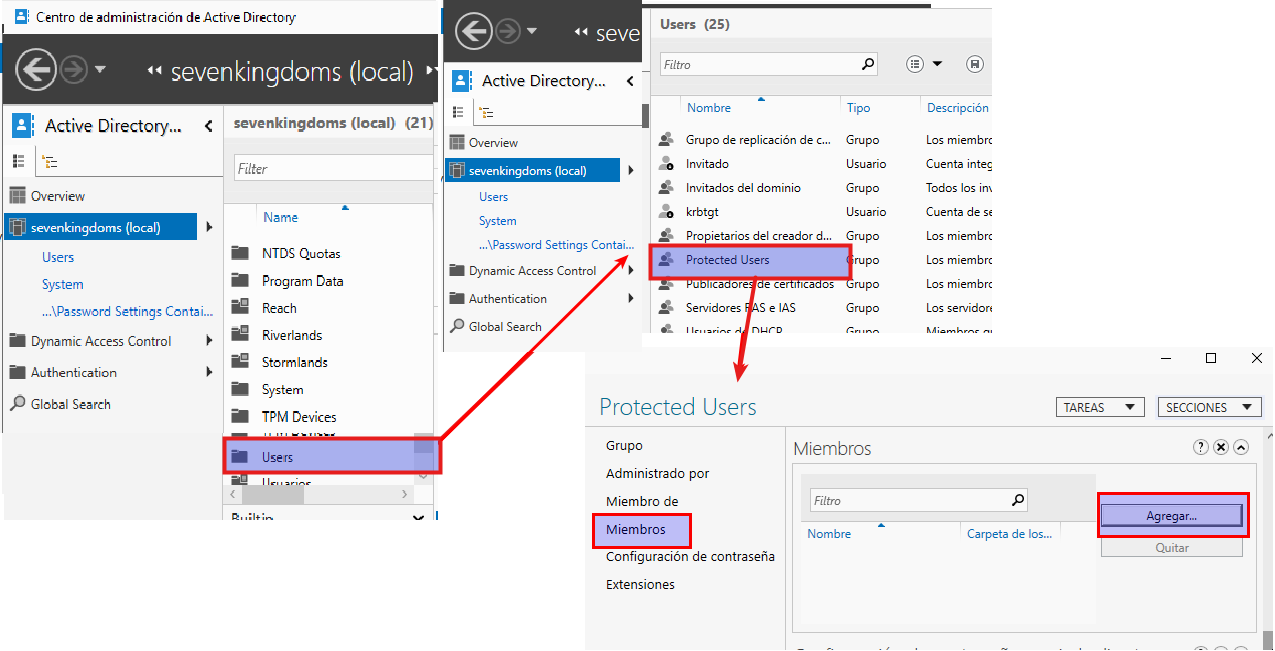 Centro de administración de Active Directory
sevenkingdoms (local)
Active Directory...
Overview
sevenkingdoms (local)
Users
System
...\Password Settings Contai...
Dynamic Access Control
Authentication
Global Search
sevenkingdoms (local) (21)
Filter
Name
NTDS Quotas
Program Data
Reach
Riverlands
Stormlands
System
TPM Devices
Users
Usuarios
Builtin
seve
Active Directory...
Overview
sevenkingdoms (local)
Users
System
...\Password Settings Contai...
Dynamic Access Control
Authentication
Global Search
Users (25)
Filtro
Nombre Tipo Descripción
Grupo de replicación de c... Grupo Los miembro
Invitado Usuario Cuenta integ
Invitados del dominio Grupo Todos los inv
krbtgt Usuario Cuenta de se
Propietarios del creador d... Grupo Los miembro
Protected Users Grupo Los miembro
Publicadores de certificados Grupo Los miembro
Servidores RAS e IAS Grupo Los servidore
Usuarios de DHCP Grupo Miembros
Protected Users
TAREAS
SECCIONES
Grupo
Administrado por
Miembro de
Miembros
Configuración de contraseña
Extensiones
Miembros
Filtro
Nombre Carpeta de los...
Agregar...
Quitar